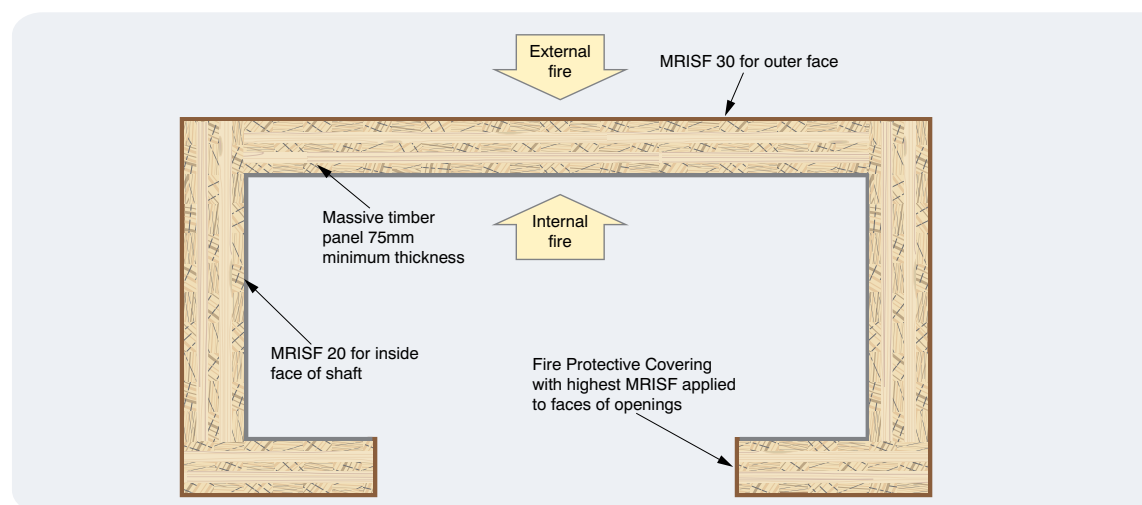 External
fire
MRISF 30 for outer face
Massive timber
panel 75mm
minimum thickness
Internal
fire
MRISF 20 for inside
face of shaft
Fire Protective Covering
with highest MRISF applied
to faces of openings